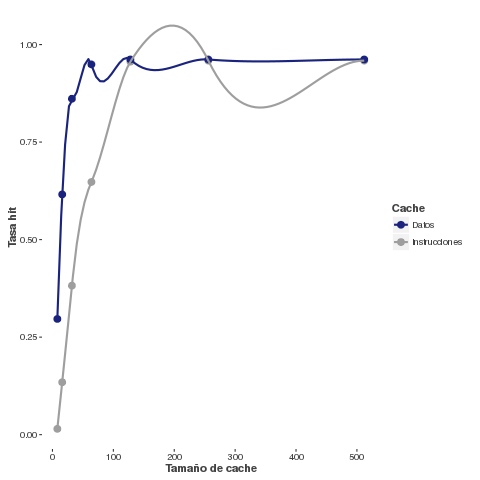 1.00
0.75
0.50
0.25
0.00
Tasa hit
0 100 200 300 400 500
Tamaño de cache
Cache
Datos
Instrucciones